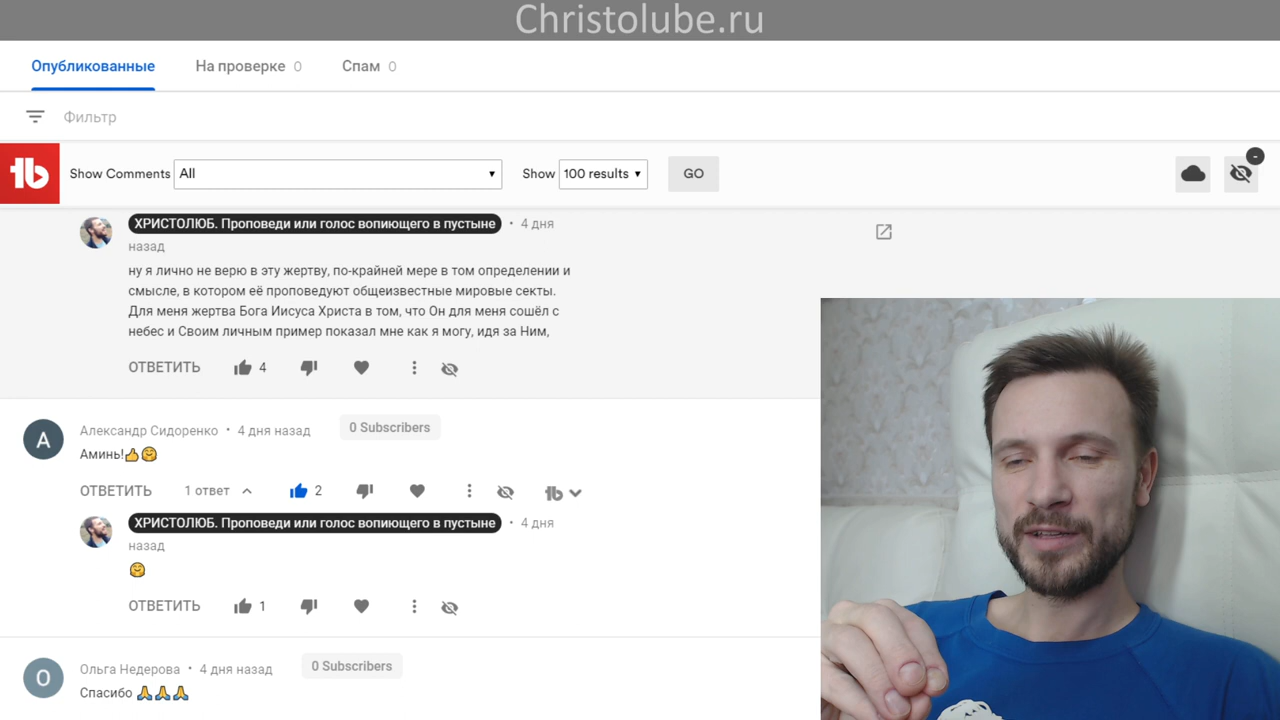 Christolube.ru
Опубликованные На проверке 0 Спам 0
Фильтр
tb Show Comments All Show 100 results GO -
ХРИСТОЛЮБ. Проповеди или голос вопиющего в пустыне • 4 дня
назад
ну я лично не верю в эту жертву, по-крайней мере в том определении и
смысле, в котором её проповедуют общеизвестные мировые секты.
Для меня жертва Бога Иисуса Христа в том, что Он для меня сошёл с
небес и Своим личным пример показал мне как я могу, идя за Ним,
ОТВЕТИТЬ 4
А Александр Сидоренко • 4 дня назад 0 Subscribers
Аминь!👍🤗
ОТВЕТИТЬ 1 ответ 2 tb
ХРИСТОЛЮБ. Проповеди или голос вопиющего в пустыне • 4 дня
назад
🤗
ОТВЕТИТЬ 1
О Ольга Недерова • 4 дня назад 0 Subscribers
Спасибо 🙏🙏🙏